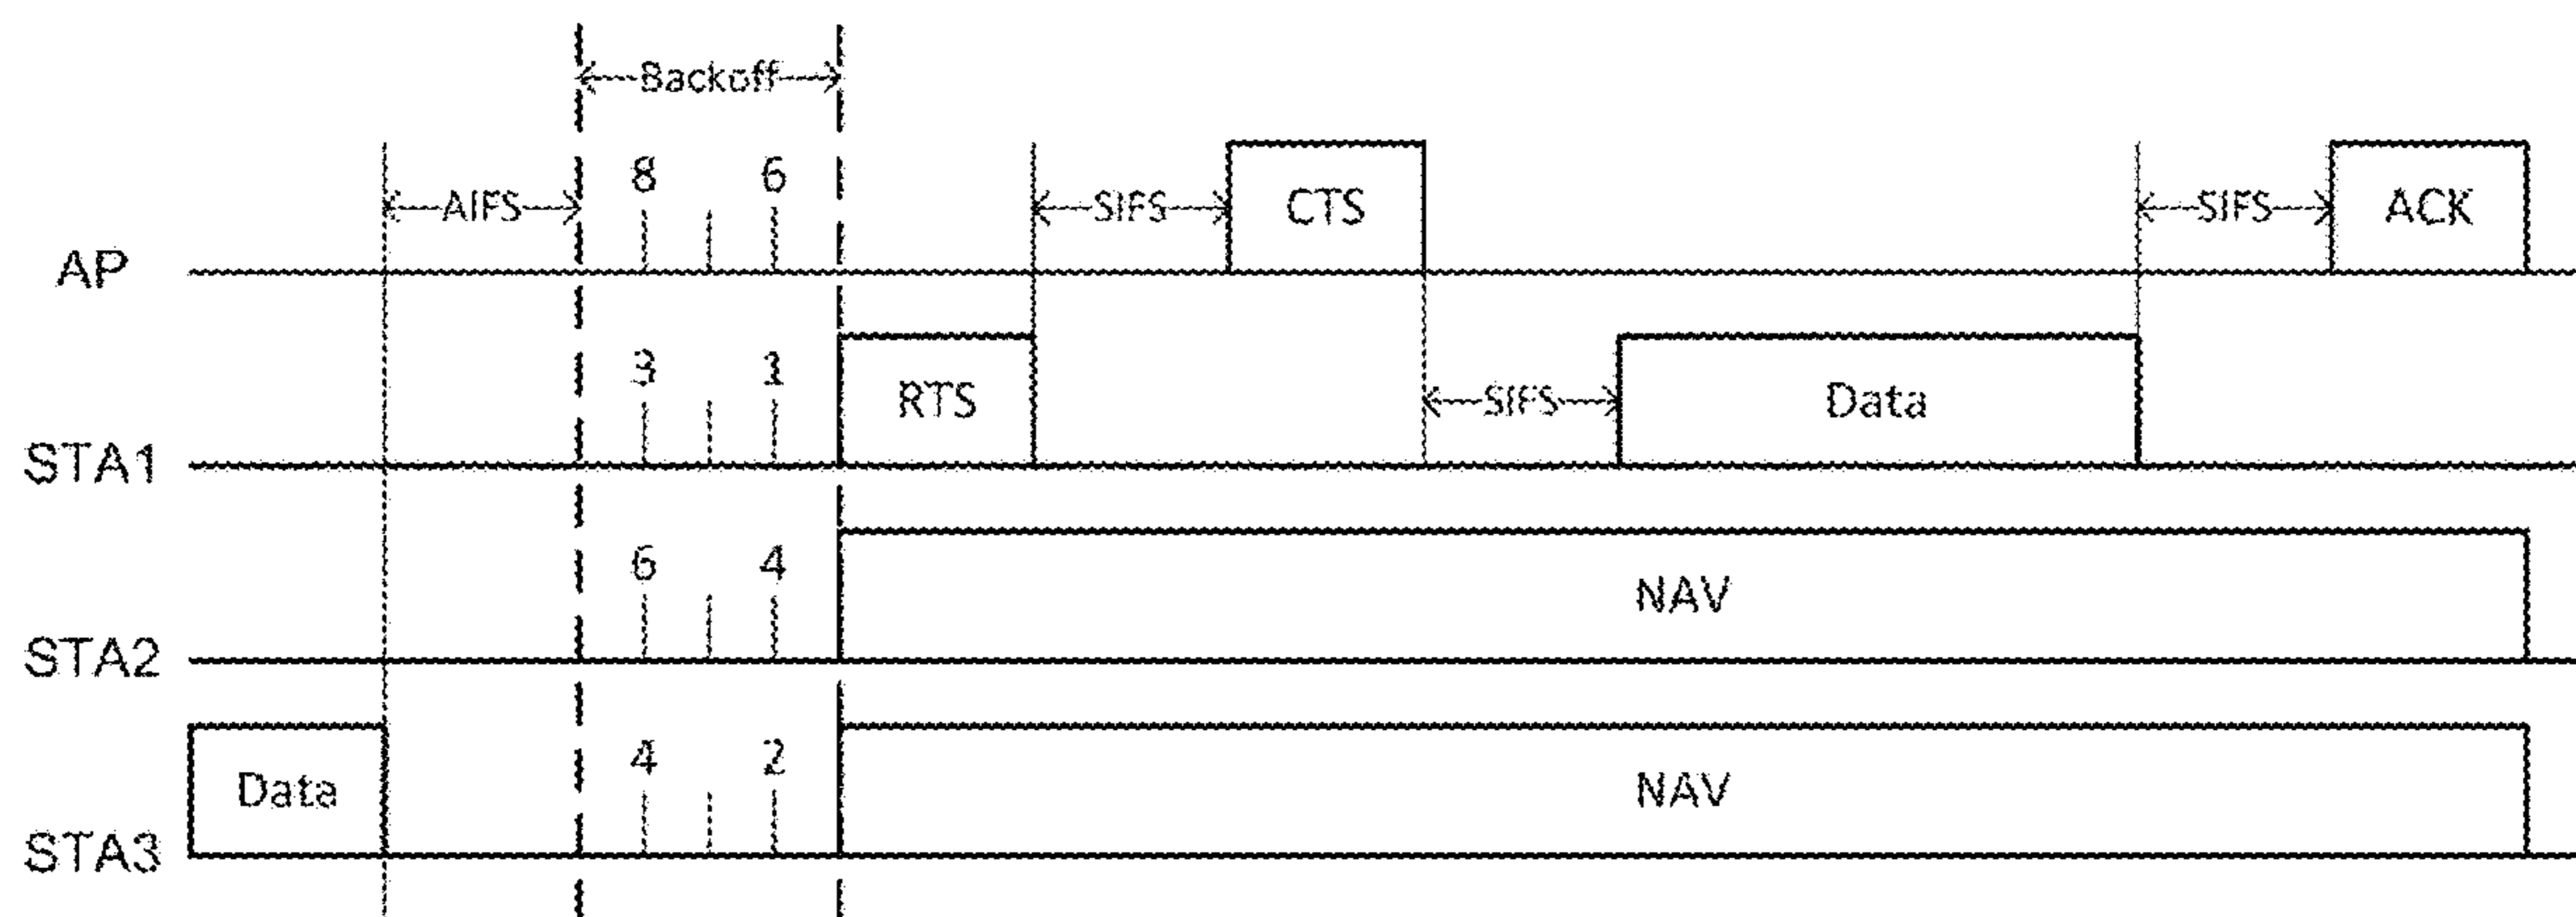 Backoff
8 6
AP AIFS SIFS CTS SIFS ACK
3 1
STA1 RTS SIFS Data
6 4
STA2 NAV
4 2
STA3 Data NAV